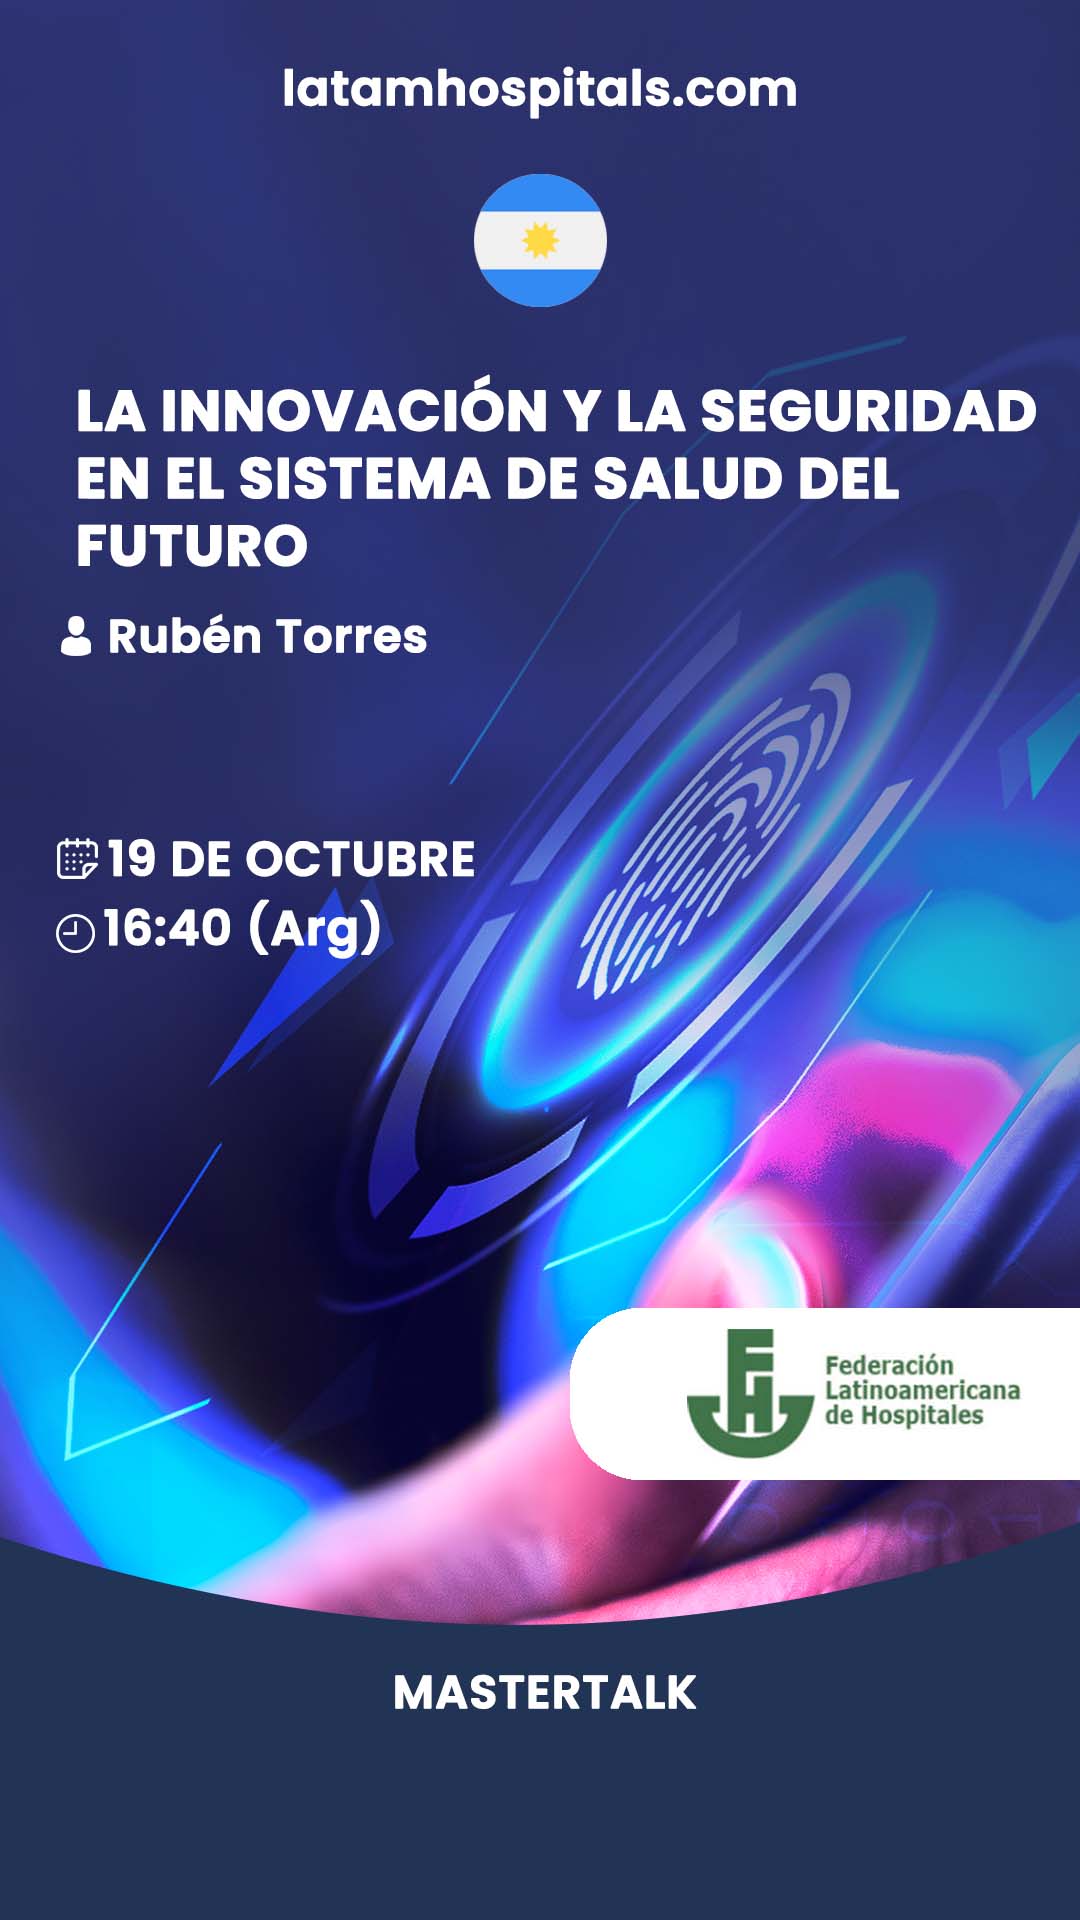 latamhospitals.com
LA INNOVACIÓN Y LA SEGURIDAD
EN EL SISTEMA DE SALUD DEL
FUTURO
Rubén Torres
19 DE OCTUBRE
16:40 (Arg)
Federación
Latinoamericana
de Hospitales
MASTERTALK